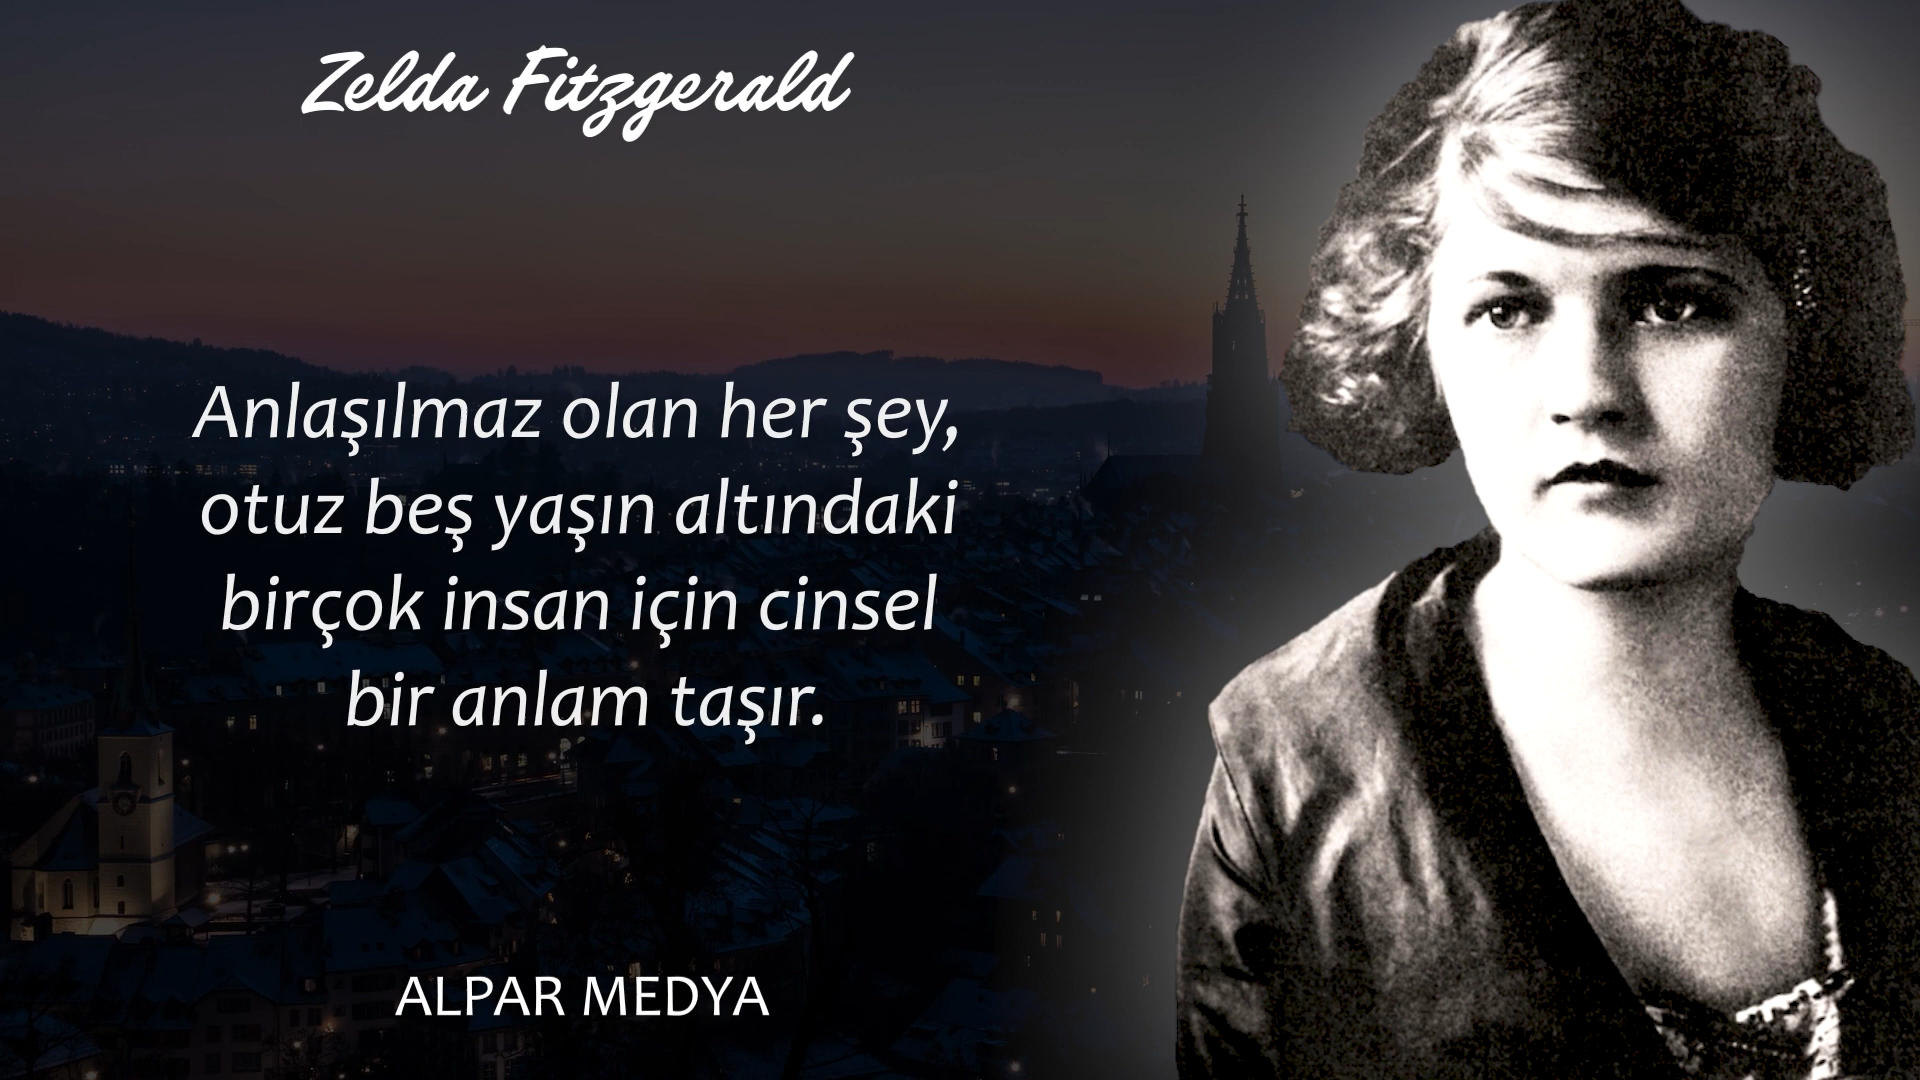 Zelda Fitzgerald
Anlaşılmaz olan her şey,
otuz beş yaşın altındaki
birçok insan için cinsel
bir anlam taşır.
ALPAR MEDYA